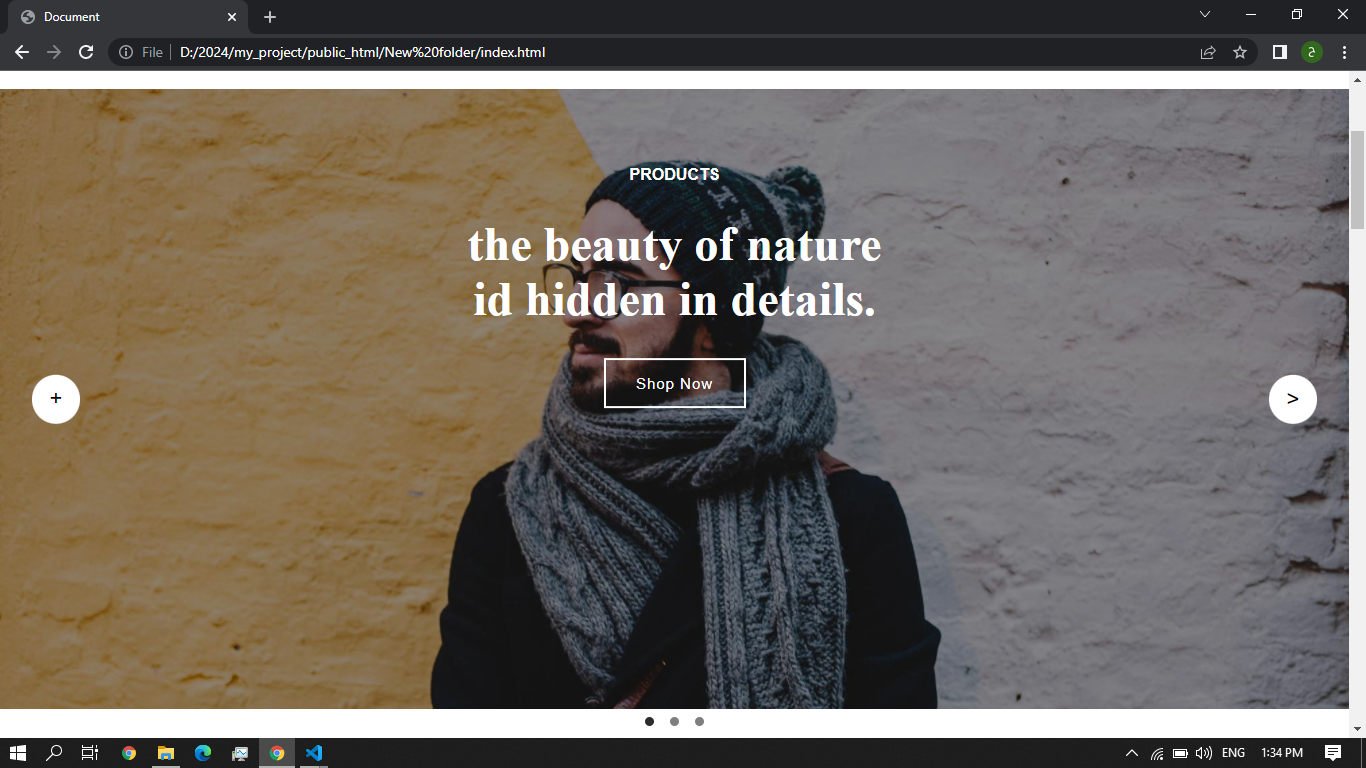 Document
File
D:/2024/my_project/public_html/New%20folder/index.html
PRODUCTS
the beauty of nature
id hidden in details.
Shop Now
+
>
ENG
1:34 PM